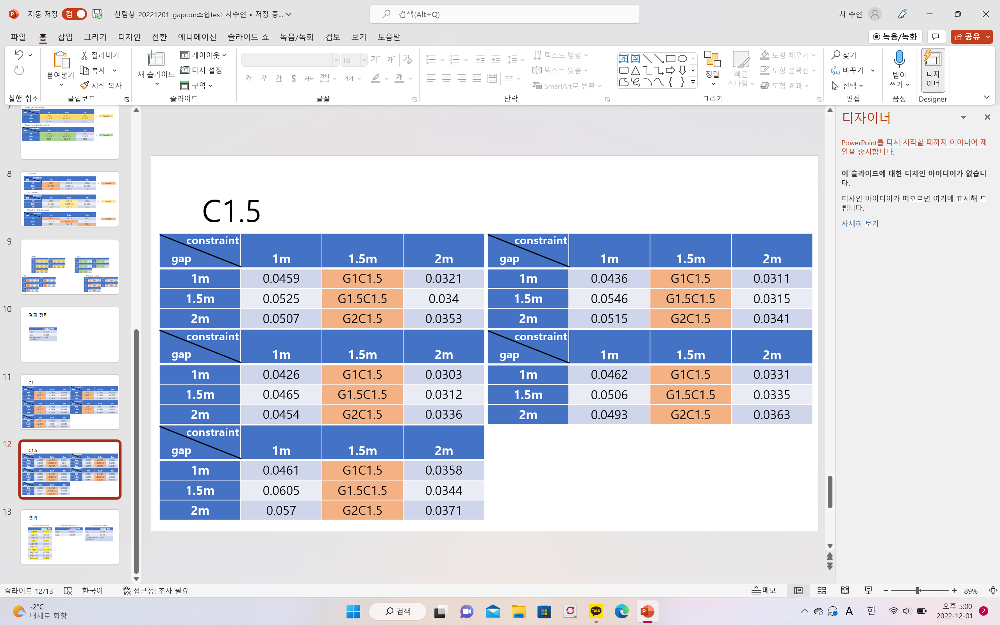 자동 저장 켬 산림청_20221201_gapcon조합test_차수현 • 저장 중...
검색(Alt+Q)
차 수현
파일 홈 삽입 그리기 디자인 전환 애니메이션 슬라이드 쇼 녹음/녹화 검토 보기 도움말
녹음/녹화 공유
붙여넣기 잘라내기 복사 서식 복사
새 슬라이드 레이아웃 다시 설정 구역
18
텍스트 방향
텍스트 맞춤
SmartArt로 변환
정렬
빠른 스타일
도형 채우기
도형 윤곽선
도형 효과
찾기
바꾸기
선택
받아쓰기
디자이너
실행 취소 클립보드 슬라이드 글꼴 단락 그리기 편집 음성 Designer
7
8
9
10
결과 정리
11
C1
12
C1.5
13
결과
C1.5
constraint gap 1m 1.5m 2m
1m 0.0459 G1C1.5 0.0321
1.5m 0.0525 G1.5C1.5 0.034
2m 0.0507 G2C1.5 0.0353
constraint gap 1m 1.5m 2m
1m 0.0436 G1C1.5 0.0311
1.5m 0.0546 G1.5C1.5 0.0315
2m 0.0515 G2C1.5 0.0341
constraint gap 1m 1.5m 2m
1m 0.0426 G1C1.5 0.0303
1.5m 0.0465 G1.5C1.5 0.0312
2m 0.0454 G2C1.5 0.0336
constraint gap 1m 1.5m 2m
1m 0.0462 G1C1.5 0.0331
1.5m 0.0506 G1.5C1.5 0.0335
2m 0.0493 G2C1.5 0.0363
constraint gap 1m 1.5m 2m
1m 0.0461 G1C1.5 0.0358
1.5m 0.0605 G1.5C1.5 0.0344
2m 0.057 G2C1.5 0.0371
디자이너
PowerPoint를 다시 시작할 때까지 아이디어 제
안을 중지합니다.
이 슬라이드에 대한 디자인 아이디어가 없습니
다.
디자인 아이디어가 떠오르면 여기에 표시해 드
립니다.
자세히 보기
슬라이드 12/13 한국어 접근성: 조사 필요
메모 89%
-2°C
대체로 화창
검색
TALK
A 한
오후 5:00
2022-12-01
2